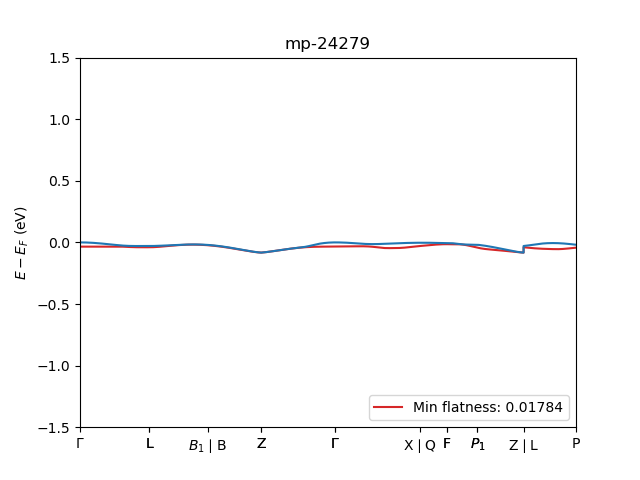 mp-24279
1.5
1.0
0.5
0.0
−0.5
−1.0
−1.5
E − E_F (eV)
Min flatness: 0.01784
Γ L B₁ | B Z Γ X | Q F P₁ Z | L P